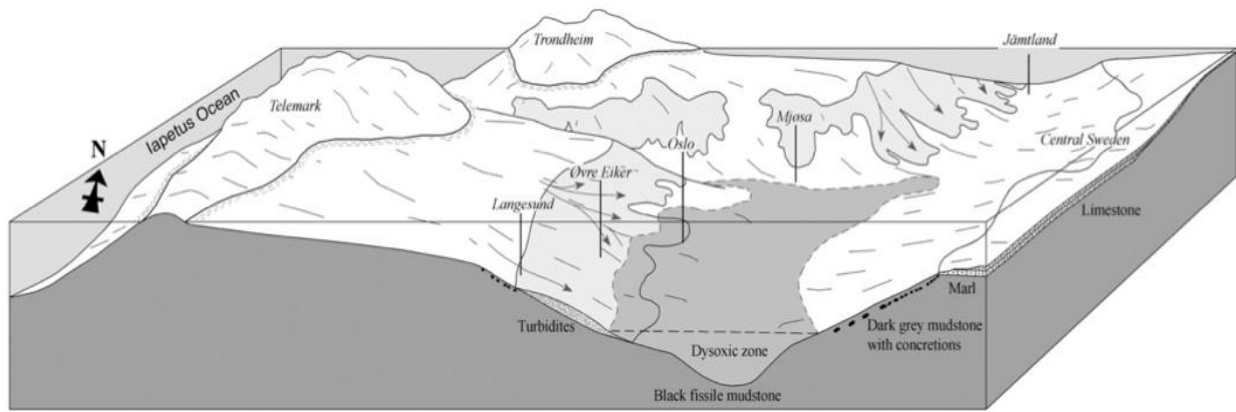 Trondheim
Jämtland
Telemark
Iapetus Ocean
Mjøsa
Oslo
Central Sweden
N
Øvre Eiker
Langesund
Limestone
Marl
Turbidites
Dark grey mudstone
with concretions
Dysoxic zone
Black fissile mudstone